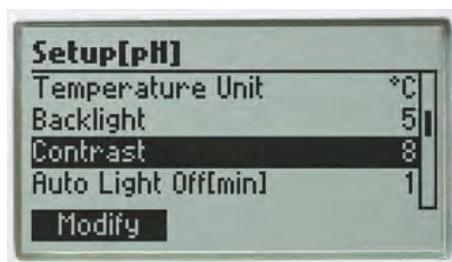 Setup[pH]
Temperature Unit °C
Backlight 5
Contrast 8
Auto Light Off[min] 1
Modify